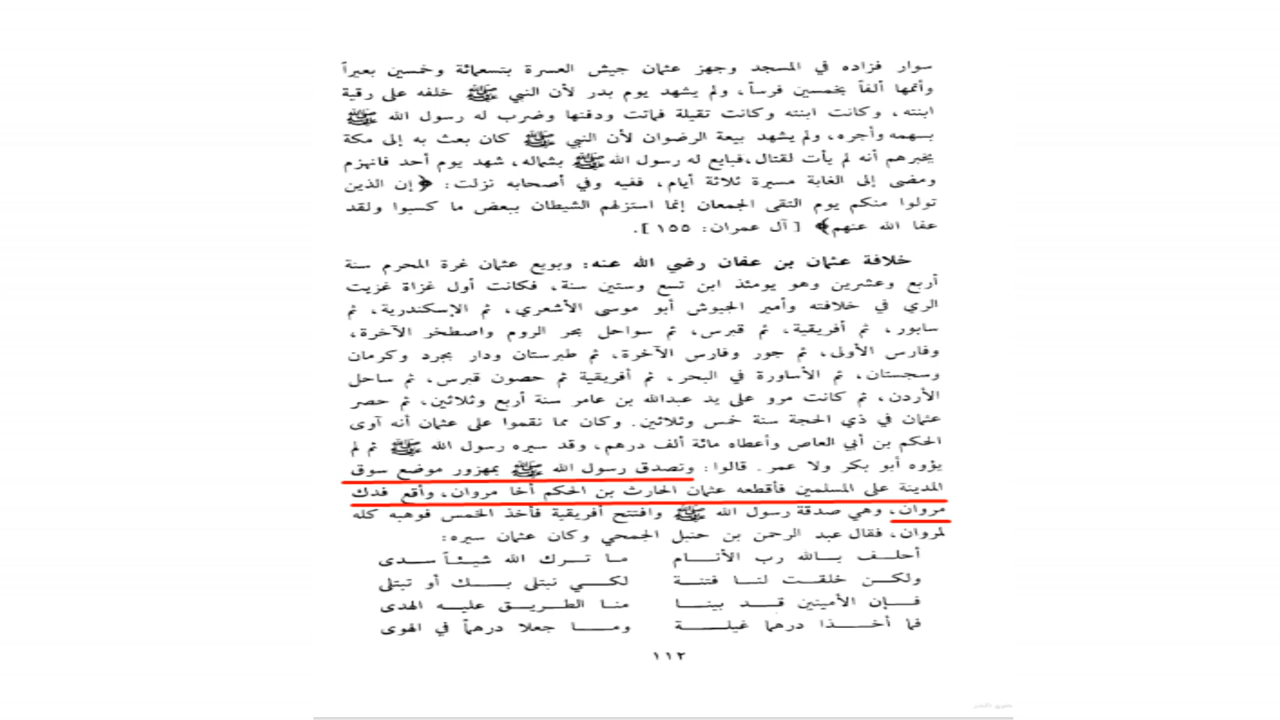 سوار فزاده في المسجد وجهز عثمان جيش العسرة بتسعمائة وخمسين بعيراً
وأتمها ألفاً بخمسين فرساً، ولم يشهد يوم بدر لأن النبي ﷺ خلفه على رقية
ابنته، وكانت ابنته وكانت ثقيلة فماتت ودفنها وضرب له رسول الله ﷺ
بسهمه وأجره، ولم يشهد بيعة الرضوان لأن النبي ﷺ كان بعث به إلى مكة
يخبرهم أنه لم يأت لقتال، فبايع له رسول الله ﷺ بشماله، شهد يوم أحد فانهزم
ومضى إلى الغابة مسيرة ثلاثة أيام، ففيه وفي أصحابه نزلت: ﴿إن الذين
تولوا منكم يوم التقى الجمعان إنما استزلهم الشيطان ببعض ما كسبوا ولقد
عفا الله عنهم﴾ [آل عمران: ١٥٥].
خلافة عثمان بن عفان رضي الله عنه: وبويع عثمان غرة المحرم سنة
أربع وعشرين وهو يومئذ ابن تسع وستين سنة، فكانت أول غزاة غزيت
الري في خلافته وأمير الجيوش أبو موسى الأشعري، ثم الإسكندرية، ثم
سابور، ثم أفريقية، ثم قبرس، ثم سواحل بحر الروم واصطخر الآخرة،
وفارس الأولى، ثم جور وفارس الآخرة، ثم طبرستان ودار بجرد وكرمان
وسجستان، ثم الأساورة في البحر، ثم أفريقية ثم حصون قبرس، ثم ساحل
الأردن، ثم كانت مرو على يد عبدالله بن عامر سنة أربع وثلاثين، ثم حصر
عثمان في ذي الحجة سنة خمس وثلاثين. وكان مما نقموا على عثمان أنه آوى
الحكم بن أبي العاص وأعطاه مائة ألف درهم، وقد سيره رسول الله ﷺ ثم لم
يؤوه أبو بكر ولا عمر. قالوا: وتصدق رسول الله ﷺ بمهزور موضع سوق
المدينة على المسلمين فأقطعه عثمان الحارث بن الحكم أخا مروان، وأقع فدك
مروان، وهي صدقة رسول الله ﷺ وافتتح أفريقية فأخذ الخمس فوهبه كله
لمروان، فقال عبد الرحمن بن حنبل الجمحي وكان عثمان سيره:
أحلف بالله رب الأنام ما ترك الله شيئاً سدى
ولكن خلقت لنا فتنة لكي نبتلى بك أو تبتلى
فإن الأمينين قد بينا منا الطريق عليه الهدى
فما أخذا درهما غيلة وما جعلا درهماً في الهوى
١١٢